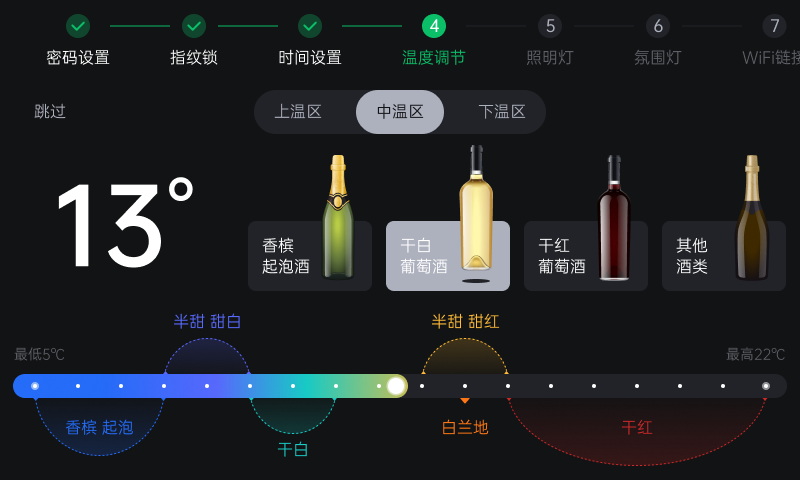 4 5 6 7
密码设置 指纹锁 时间设置 温度调节 照明灯 氛围灯 WiFi链接
跳过 上温区 中温区 下温区
13°
香槟
起泡酒
干白
葡萄酒
干红
葡萄酒
其他
酒类
半甜 甜白 半甜 甜红
最低5℃ 最高22℃
香槟 起泡 白兰地 干红
干白